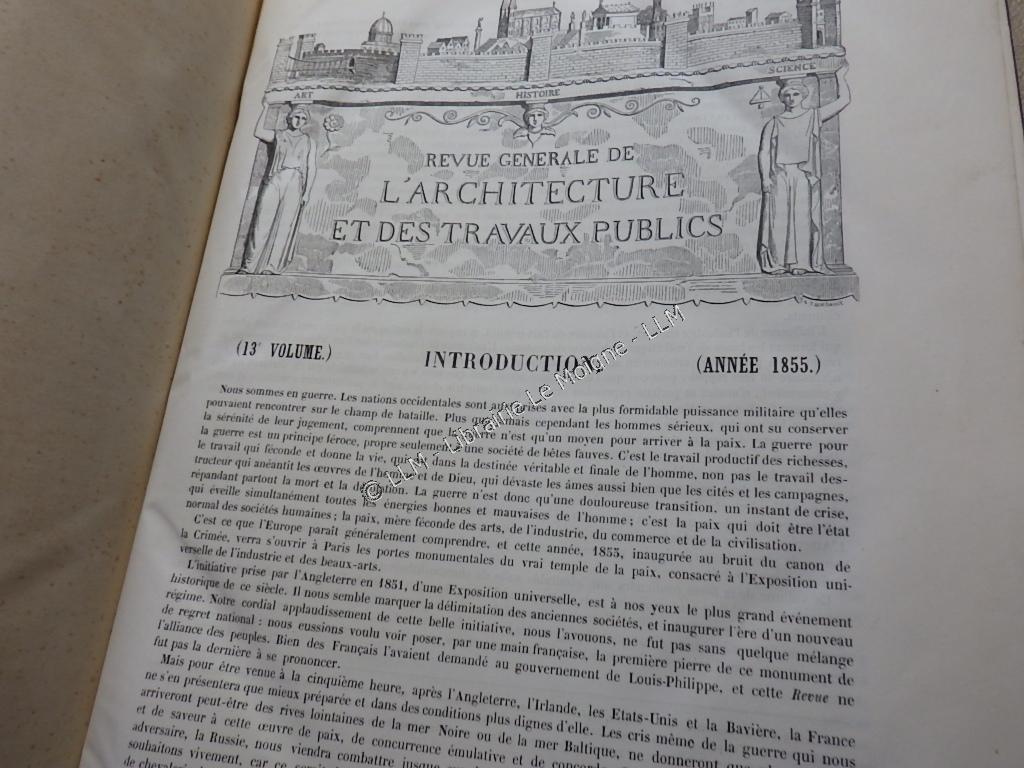 ART HISTOIRE SCIENCE
REVUE GENERALE DE
L'ARCHITECTURE
ET DES TRAVAUX PUBLICS
(13e VOLUME.) INTRODUCTION (ANNÉE 1855.)
© LLM - Librairie Le Moigne - LLM
Nous sommes en guerre. Les nations occidentales sont aux prises avec la plus formidable puissance militaire qu'elles
pouvaient rencontrer sur le champ de bataille. Plus que jamais cependant les hommes sérieux, qui ont su conserver
la sérénité de leur jugement, comprennent que la guerre n'est qu'un moyen pour arriver à la paix. La guerre pour
la guerre est un principe féroce, propre seulement à une société de bêtes fauves. C'est le travail productif des richesses,
le travail qui féconde et donne la vie, qui est dans la destinée véritable et finale de l'homme, non pas le travail des-
tructeur qui anéantit les œuvres de l'homme et de Dieu, qui dévaste les âmes aussi bien que les cités et les campagnes,
répandant partout la mort et la La guerre n'est donc qu'une douloureuse transition, un instant de crise,
qui éveille simultanément toutes les énergies bonnes et mauvaises de l'homme ; c'est la paix qui doit être l'état
normal des sociétés humaines ; la paix, mère féconde des arts, de l'industrie, du commerce et de la civilisation.
C'est ce que l'Europe paraît généralement comprendre, et cette année, 1855, inaugurée au bruit du canon de
la Crimée, verra s'ouvrir à Paris les portes monumentales du vrai temple de la paix, consacré à l'Exposition uni-
verselle de l'industrie et des beaux-arts.
L'initiative prise par l'Angleterre en 1851, d'une Exposition universelle, est à nos yeux le plus grand événement
historique de ce siècle. Il nous semble marquer la délimitation des anciennes sociétés, et inaugurer l'ère d'un nouveau
régime. Notre cordial applaudissement de cette belle initiative, nous l'avouons, ne fut pas sans quelque mélange
de regret national : nous eussions voulu voir poser, par une main française, la première pierre de ce monument de
l'alliance des peuples. Bien des Français l'avaient demandé au gouvernement de Louis-Philippe, et cette Revue ne
fut pas la dernière à se prononcer.
Mais pour être venue à la cinquième heure, après l'Angleterre, l'Irlande, les Etats-Unis et la Bavière, la France
ne s'en présentera que mieux préparée et dans des conditions plus dignes d'elle. Les cris même de la guerre qui nous
arriveront peut-être des rives lointaines de la mer Noire ou de la mer Baltique, ne donneront
et de saveur à cette œuvre de paix, de concurrence émulative et de
adversaire, la Russie, nous viendra combattre jusque
souhaitons vivement, car ce
de